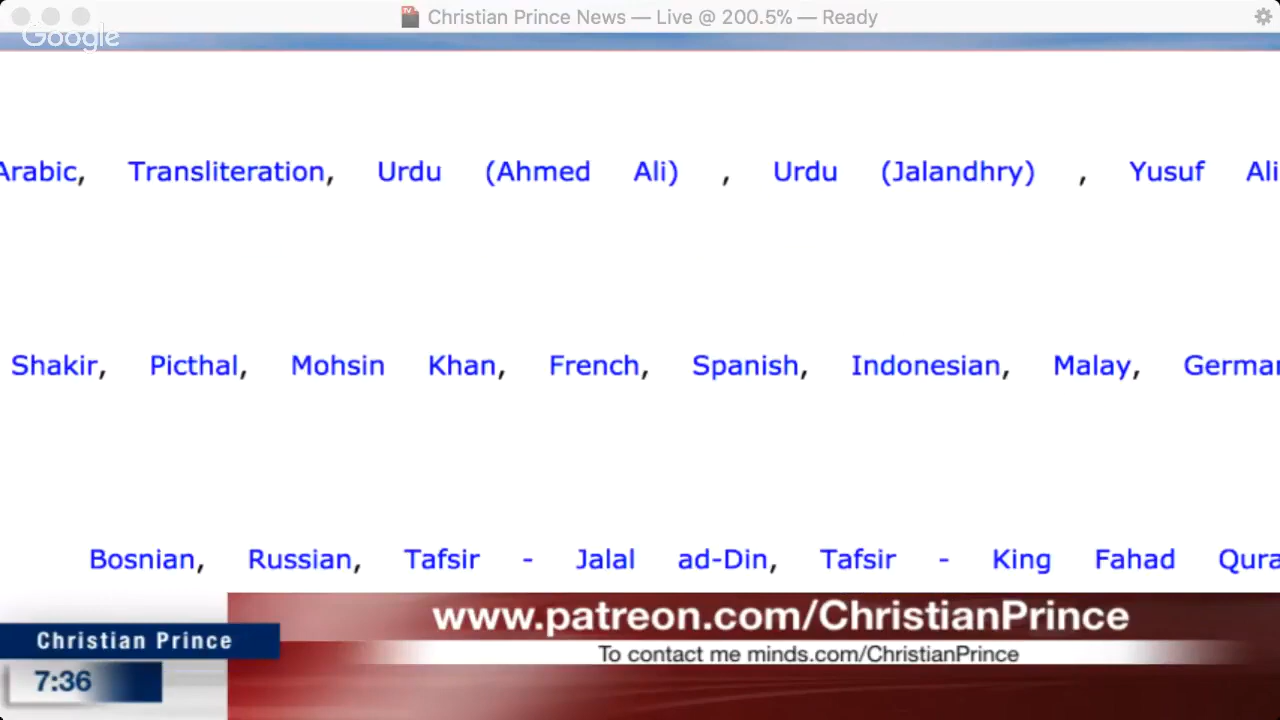 Christian Prince News — Live @ 200.5% — Ready
Google
Arabic, Transliteration, Urdu (Ahmed Ali) , Urdu (Jalandhry) , Yusuf Ali
Shakir, Picthal, Mohsin Khan, French, Spanish, Indonesian, Malay, German
Bosnian, Russian, Tafsir - Jalal ad-Din, Tafsir - King Fahad Qura
www.patreon.com/ChristianPrince
Christian Prince
To contact me minds.com/ChristianPrince
7:36